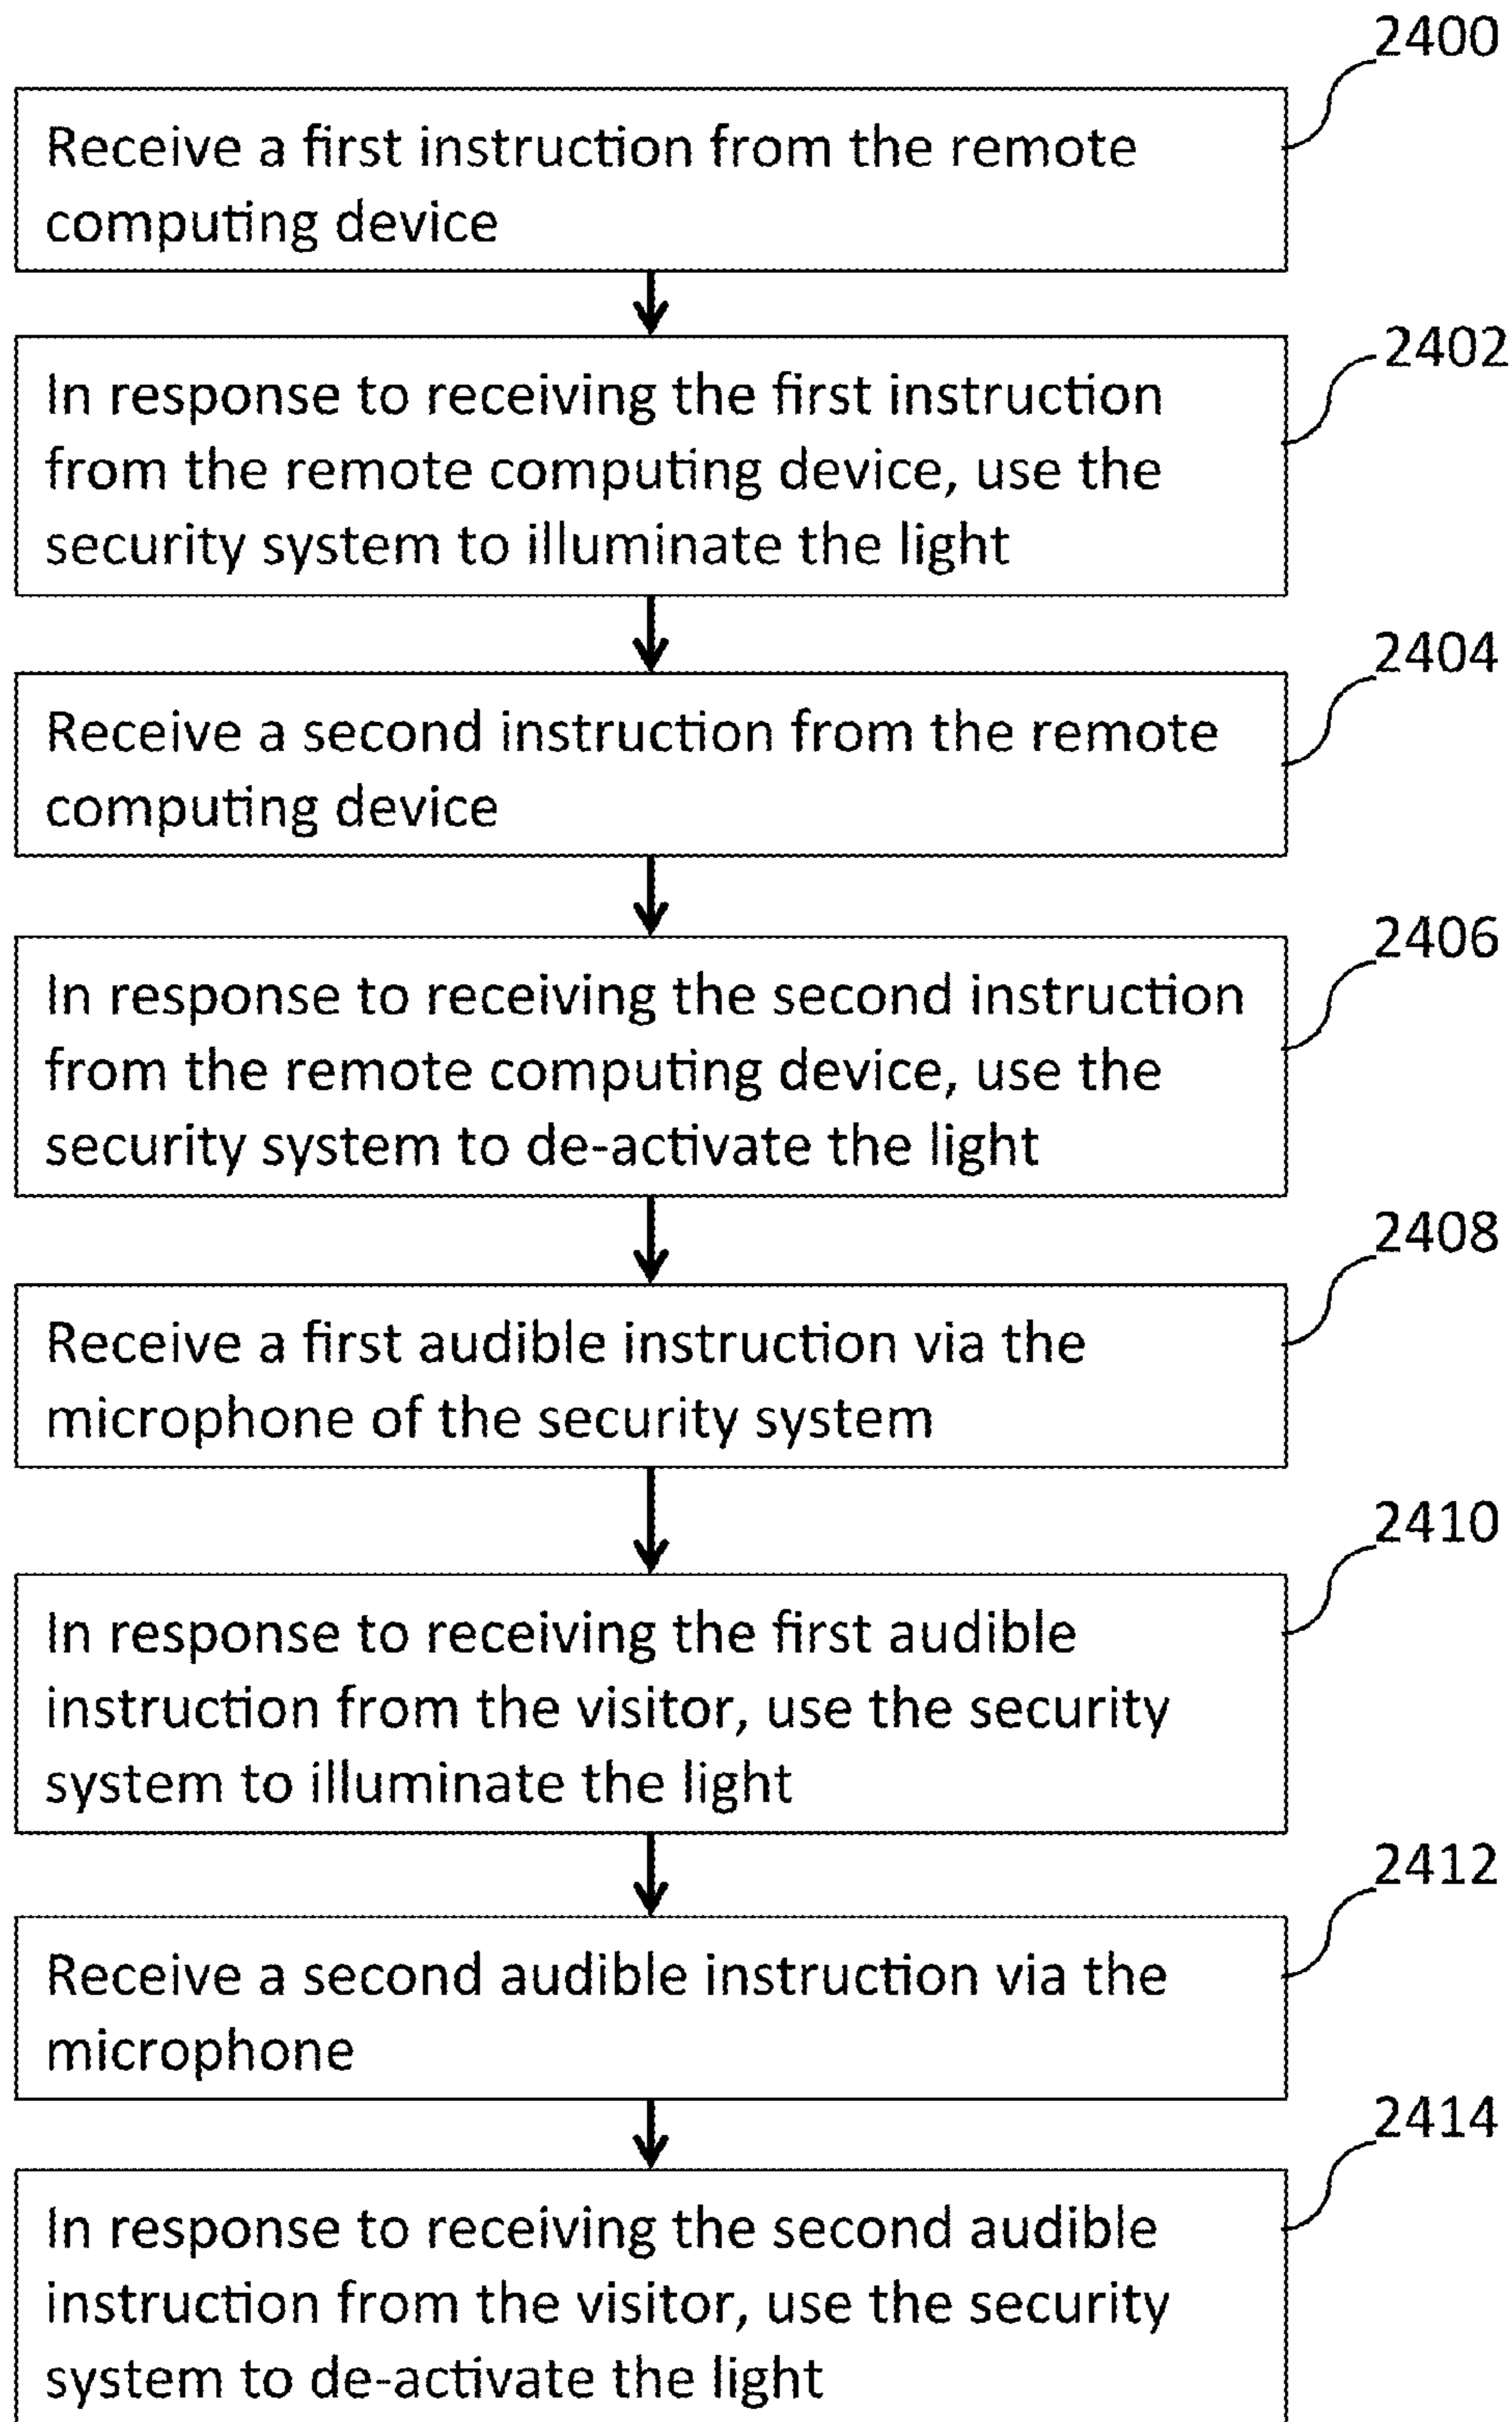 2400
Receive a first instruction from the remote
computing device
2402
In response to receiving the first instruction
from the remote computing device, use the
security system to illuminate the light
2404
Receive a second instruction from the remote
computing device
2406
In response to receiving the second instruction
from the remote computing device, use the
security system to de-activate the light
2408
Receive a first audible instruction via the
microphone of the security system
2410
In response to receiving the first audible
instruction from the visitor, use the security
system to illuminate the light
2412
Receive a second audible instruction via the
microphone
2414
In response to receiving the second audible
instruction from the visitor, use the security
system to de-activate the light